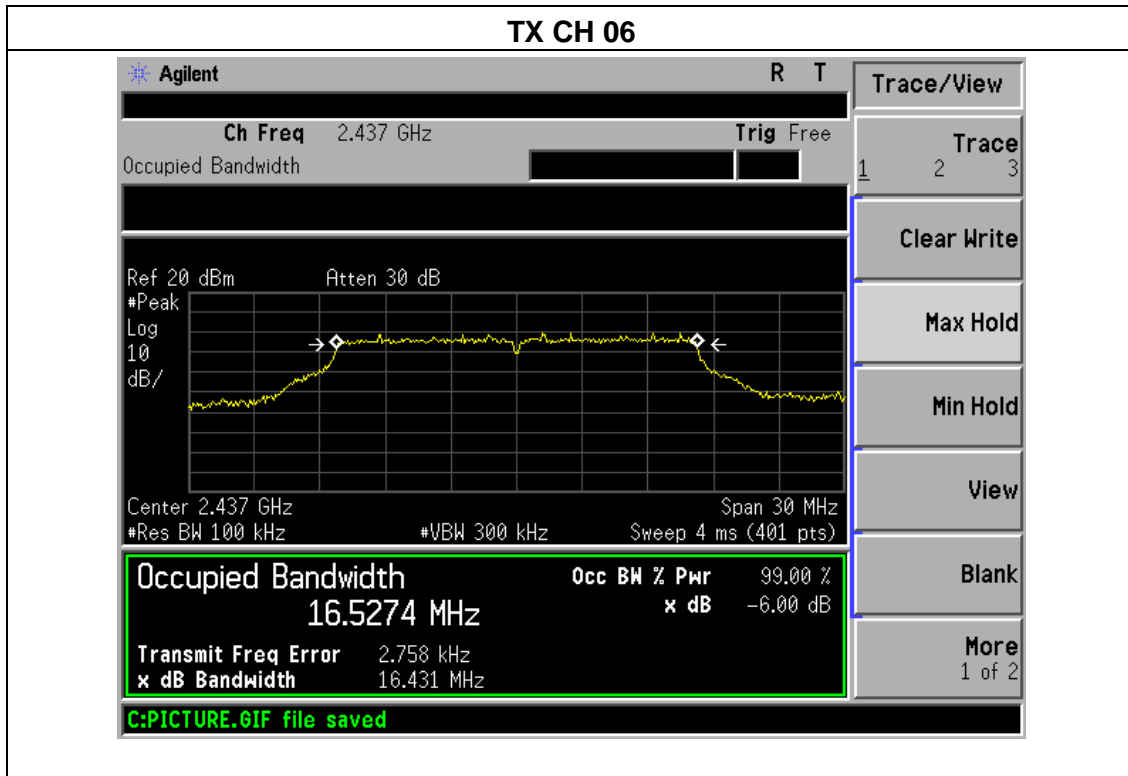 TX CH 06
Agilent R T
Trace/View
Ch Freq 2.437 GHz Trig Free
Occupied Bandwidth
Trace
1 2 3
Clear Write
Ref 20 dBm Atten 30 dB
#Peak
Log
10
dB/
Max Hold
Min Hold
View
Center 2.437 GHz Span 30 MHz
#Res BW 100 kHz #VBW 300 kHz Sweep 4 ms (401 pts)
Occupied Bandwidth Occ BW % Pwr 99.00 %
16.5274 MHz x dB -6.00 dB
Blank
Transmit Freq Error 2.758 kHz
x dB Bandwidth 16.431 MHz
More
1 of 2
C:PICTURE.GIF file saved